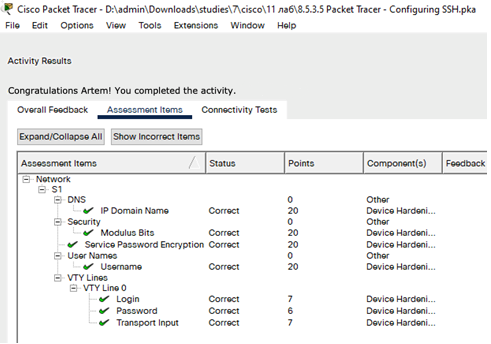 Cisco Packet Tracer - D:\admin\Downloads\studies\7\cisco\11 лаб\8.5.3.5 Packet Tracer - Configuring SSH.pka
File Edit Options View Tools Extensions Window Help
Activity Results
Congratulations Artem! You completed the activity.
Overall Feedback Assessment Items Connectivity Tests
Expand/Collapse All Show Incorrect Items
Assessment Items Status Points Component(s) Feedback
Network
S1
DNS 0 Other
IP Domain Name Correct 20 Device Hardeni...
Security 0 Other
Modulus Bits Correct 20 Device Hardeni...
Service Password Encryption Correct 20 Device Hardeni...
User Names 0 Other
Username Correct 20 Device Hardeni...
VTY Lines
VTY Line 0
Login Correct 7 Device Hardeni...
Password Correct 6 Device Hardeni...
Transport Input Correct 7 Device Hardeni...